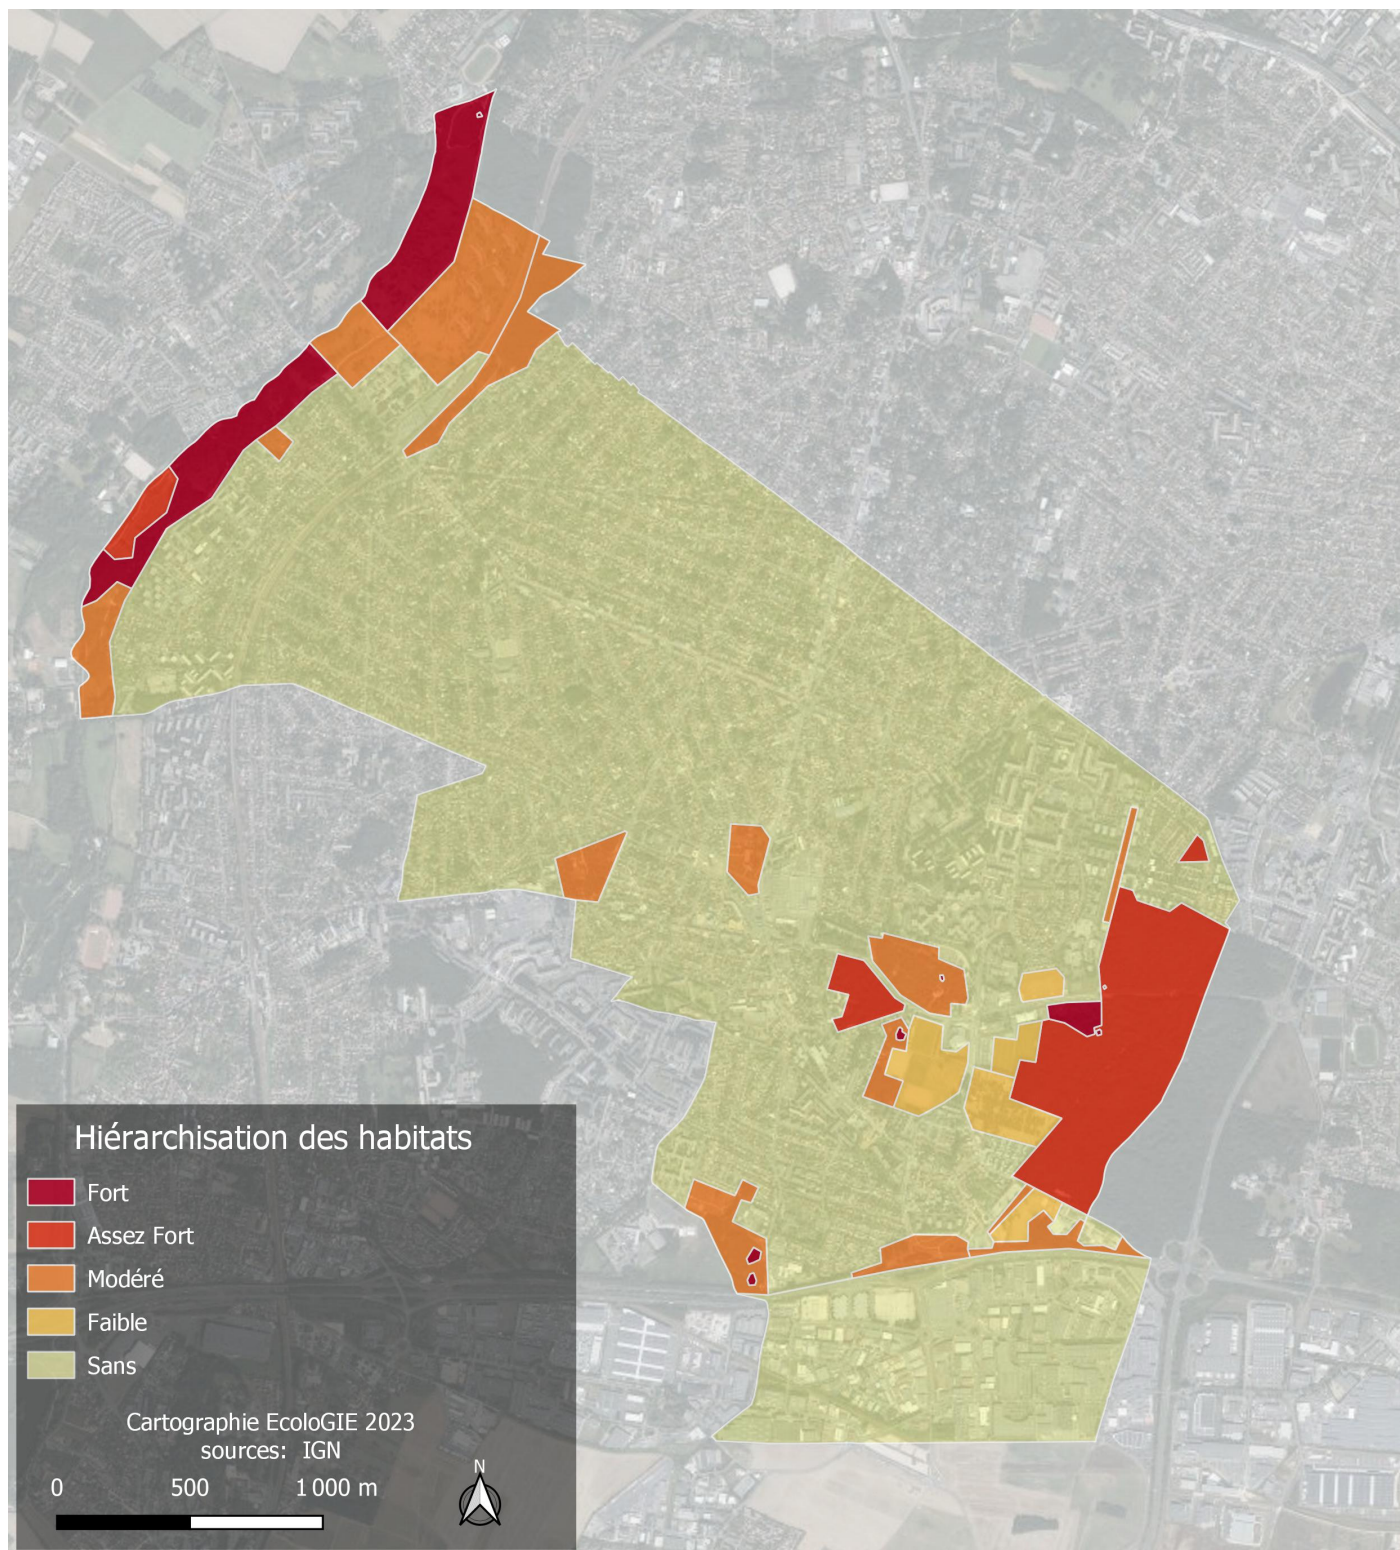 Hiérarchisation des habitats
Fort
Assez Fort
Modéré
Faible
Sans
Cartographie EcoloGIE 2023
sources: IGN
0 500 1 000 m
N